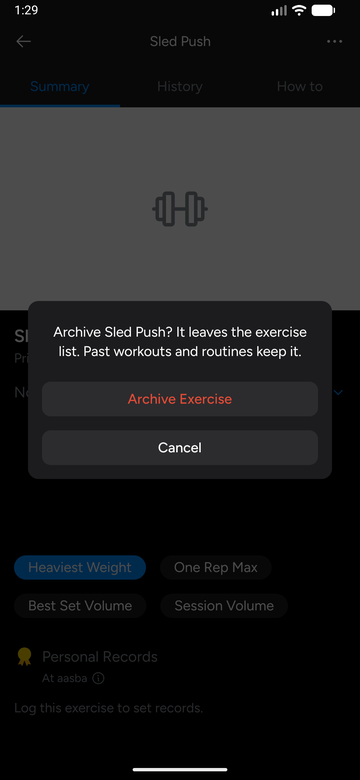 1:29
Sled Push
Summary
History
How to
Archive Sled Push? It leaves the exercise
list. Past workouts and routines keep it.
Archive Exercise
Cancel
Heaviest Weight
One Rep Max
Best Set Volume
Session Volume
Personal Records
At aasba
Log this exercise to set records.